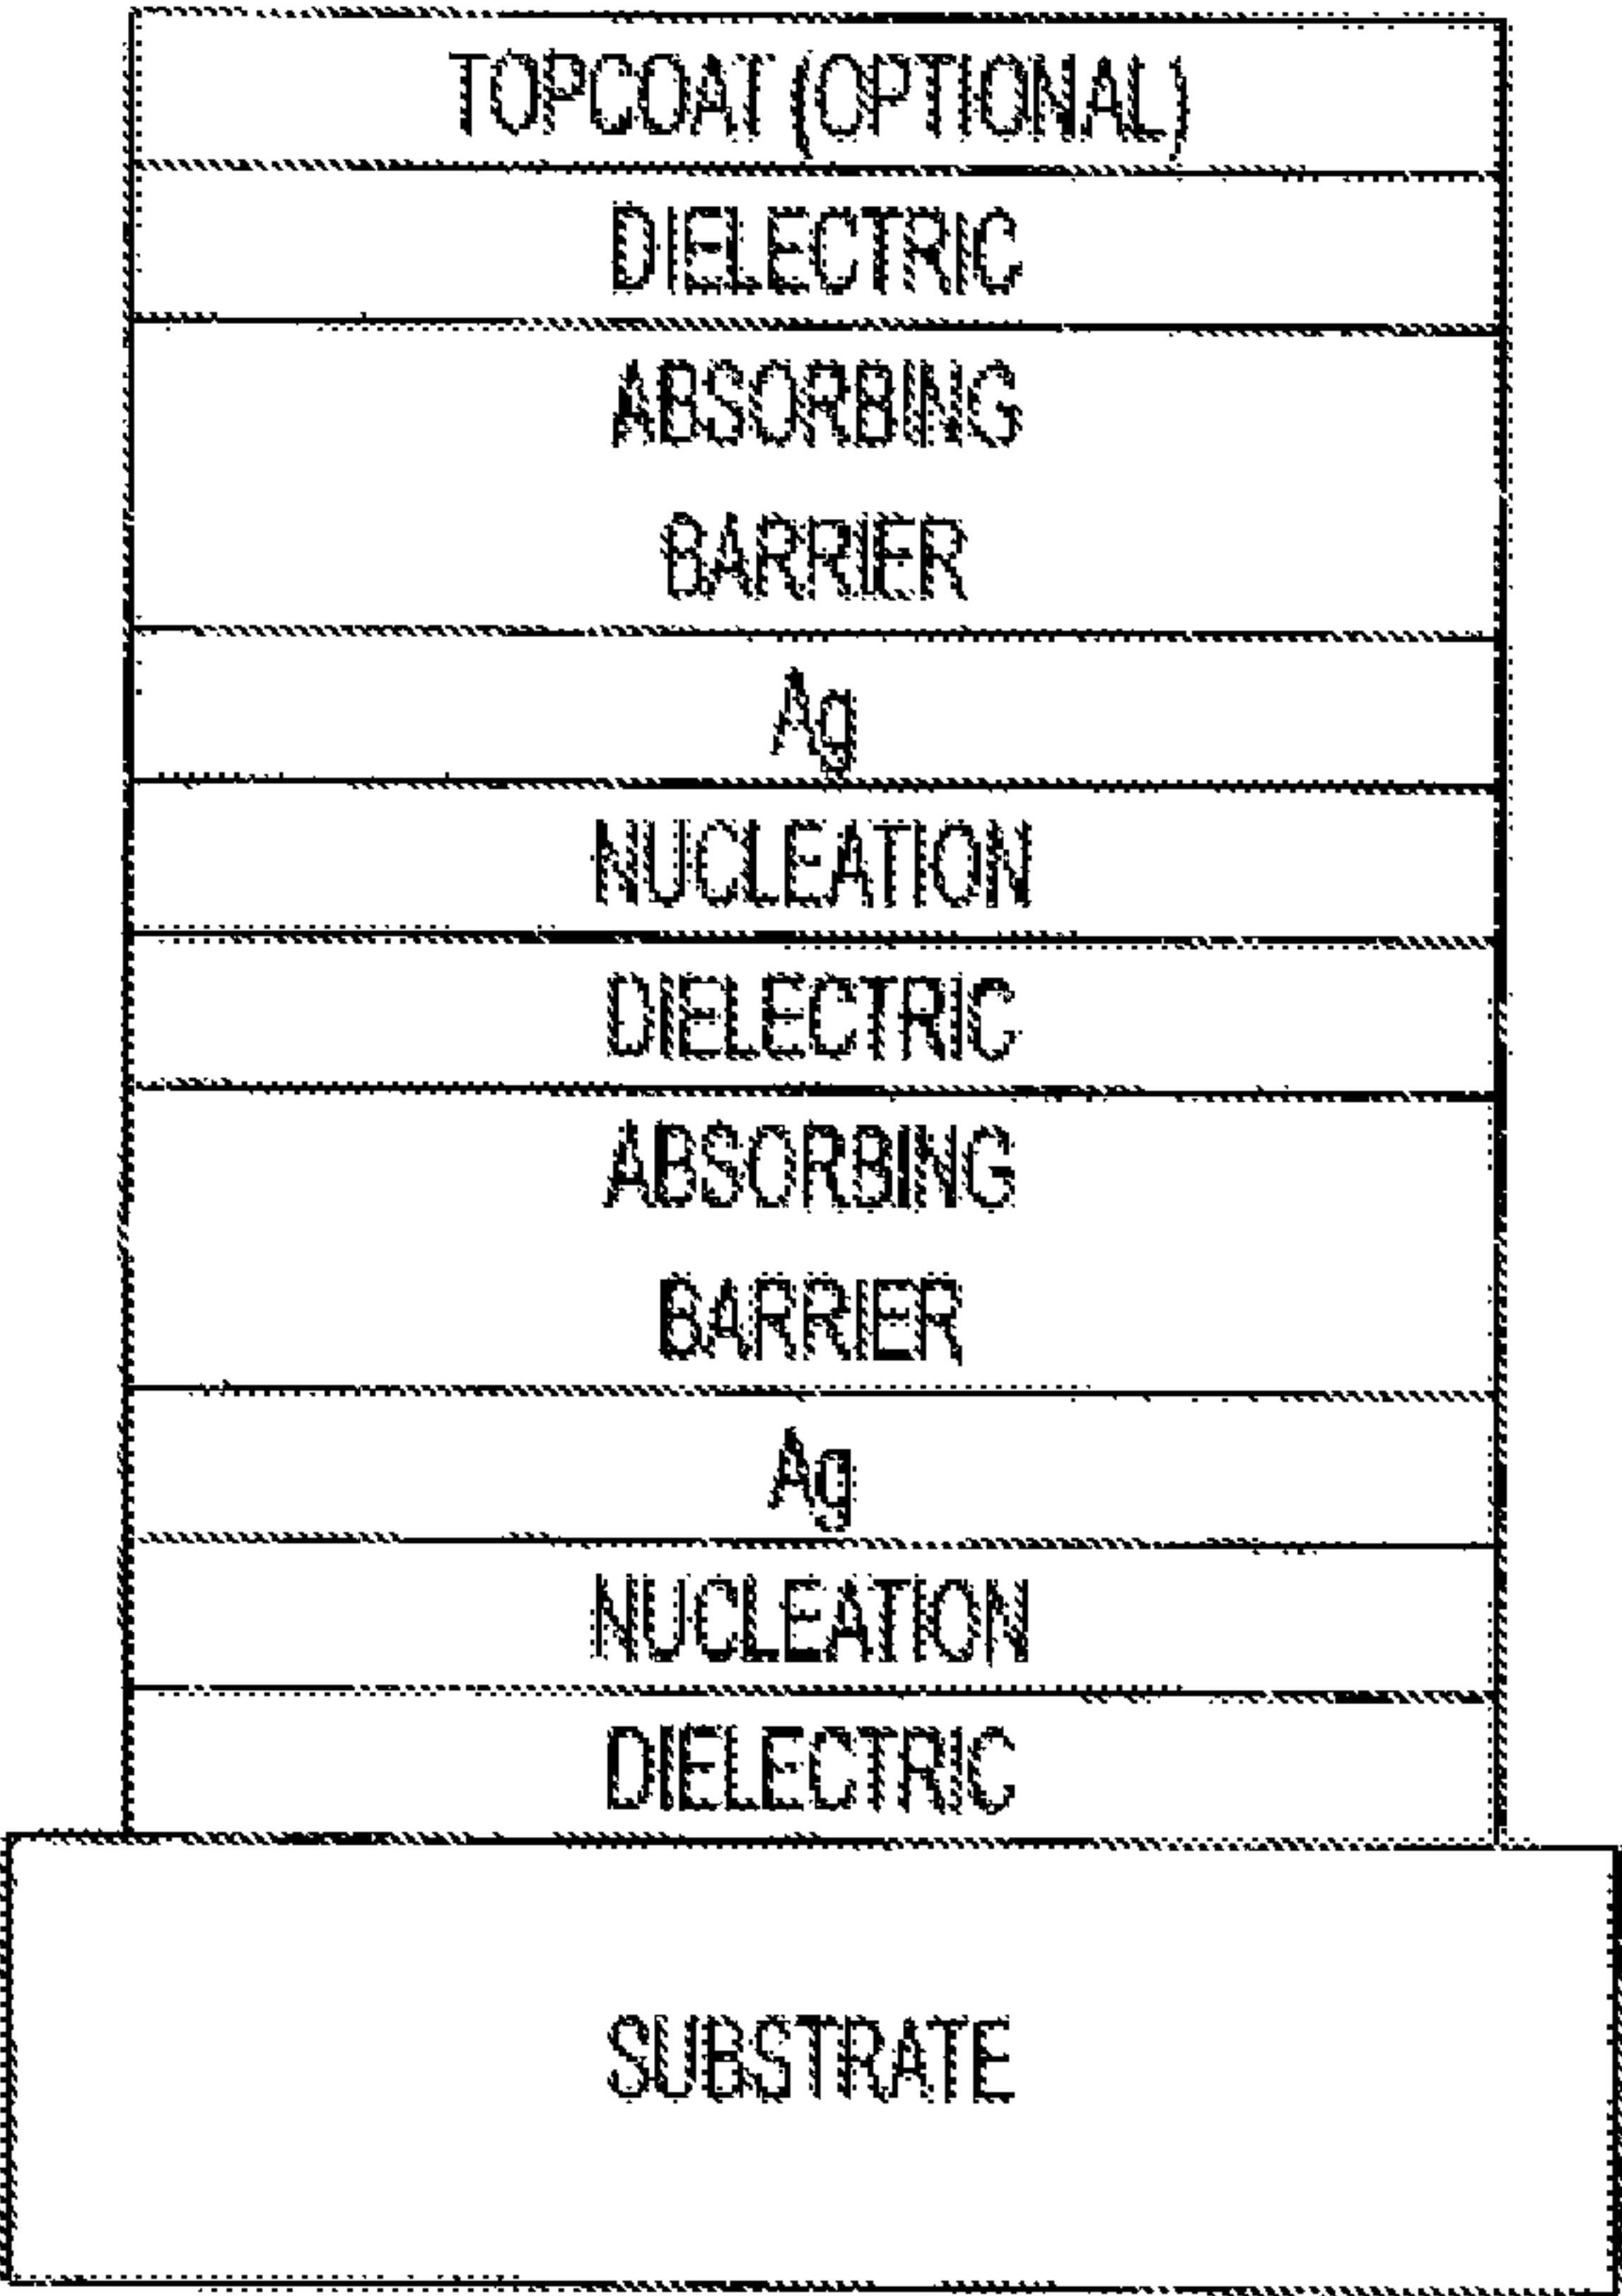 TOPCOAT (OPTIONAL)
DIELECTRIC
ABSORBING
BARRIER
Ag
NUCLEATION
DIELECTRIC
ABSORBING
BARRIER
Ag
NUCLEATION
DIELECTRIC
SUBSTRATE